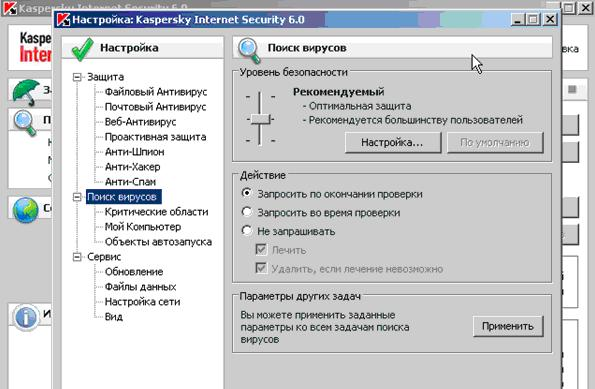 Kaspersky Internet Security 6.0
Настройка: Kaspersky Internet Security 6.0
Настройка
Защита
Файловый Антивирус
Почтовый Антивирус
Веб-Антивирус
Проактивная защита
Анти-Шпион
Анти-Хакер
Анти-Спам
Поиск вирусов
Критические области
Мой Компьютер
Объекты автозапуска
Сервис
Обновление
Файлы данных
Настройка сети
Вид
Поиск вирусов
Уровень безопасности
Рекомендуемый
- Оптимальная защита
- Рекомендуется большинству пользователей
Настройка...
По умолчанию
Действие
Запросить по окончании проверки
Запросить во время проверки
Не запрашивать
Лечить
Удалить, если лечение невозможно
Параметры других задач
Вы можете применить заданные
параметры ко всем задачам поиска
вирусов
Применить